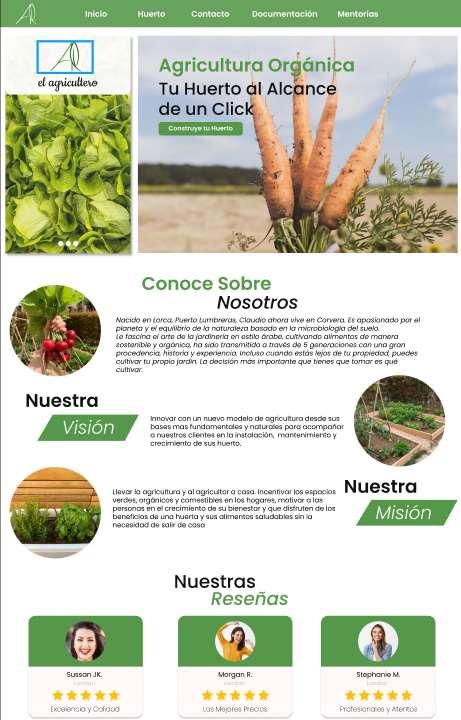 Inicio
Huerto
Contacto
Documentación
Mentorías
el agricultero
Agricultura Orgánica
Tu Huerto al Alcance
de un Click
Construye tu Huerto
Conoce Sobre
Nosotros
Nacido en Lorca, Puerto Lumbreras, Claudio ahora vive en Corvera. Es apasionado por el
planeta y el equilibrio de la naturaleza basado en la microbiología del suelo.
Le fascina el arte de la jardinería en estilo árabe, cultivando alimentos de manera
sostenible y orgánica, ha sido transmitido a través de 5 generaciones con una gran
procedencia, historia y experiencia. Incluso cuando estás lejos de tu propiedad, puedes
cultivar tu propio jardín. La decisión más importante que tienes que tomar es qué
cultivar.
Nuestra
Visión
Innovar con un nuevo modelo de agricultura desde sus
bases mas fundamentales y naturales para acompañar
a nuestros clientes en la instalación, mantenimiento y
crecimiento de sus huerto.
Llevar la agricultura y al agricultor a casa. Incentivar los espacios
verdes, orgánicos y comestibles en los hogares, motivar a las
personas en el crecimiento de su bienestar y que disfruten de los
beneficios de una huerta y sus alimentos saludables sin la
necesidad de salir de casa
Nuestra
Misión
Nuestras
Reseñas
Sussan JK.
London
Excelencia y Calidad
Morgan R.
London
Los Mejores Precios
Stephanie M.
London
Profesionales y Atentos